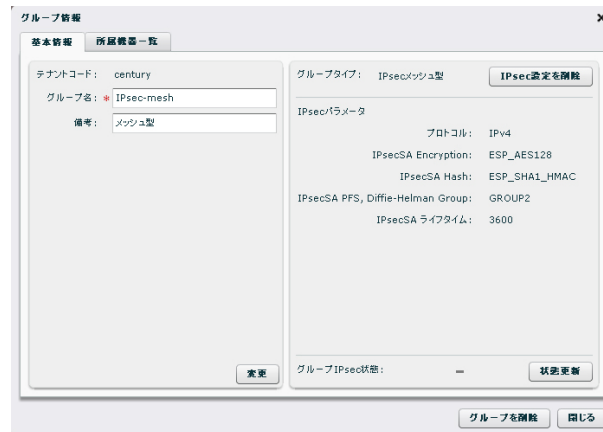 グループ情報
×
基本情報
所属機器一覧
テナントコード: century
グループ名: * IPsec-mesh
備考: メッシュ型
変更
グループタイプ: IPsecメッシュ型
IPsec設定を削除
IPsecパラメータ
プロトコル: IPv4
IPsecSA Encryption: ESP_AES128
IPsecSA Hash: ESP_SHA1_HMAC
IPsecSA PFS, Diffie-Helman Group: GROUP2
IPsecSA ライフタイム: 3600
グループIPsec状態: －
状態更新
グループを削除
閉じる